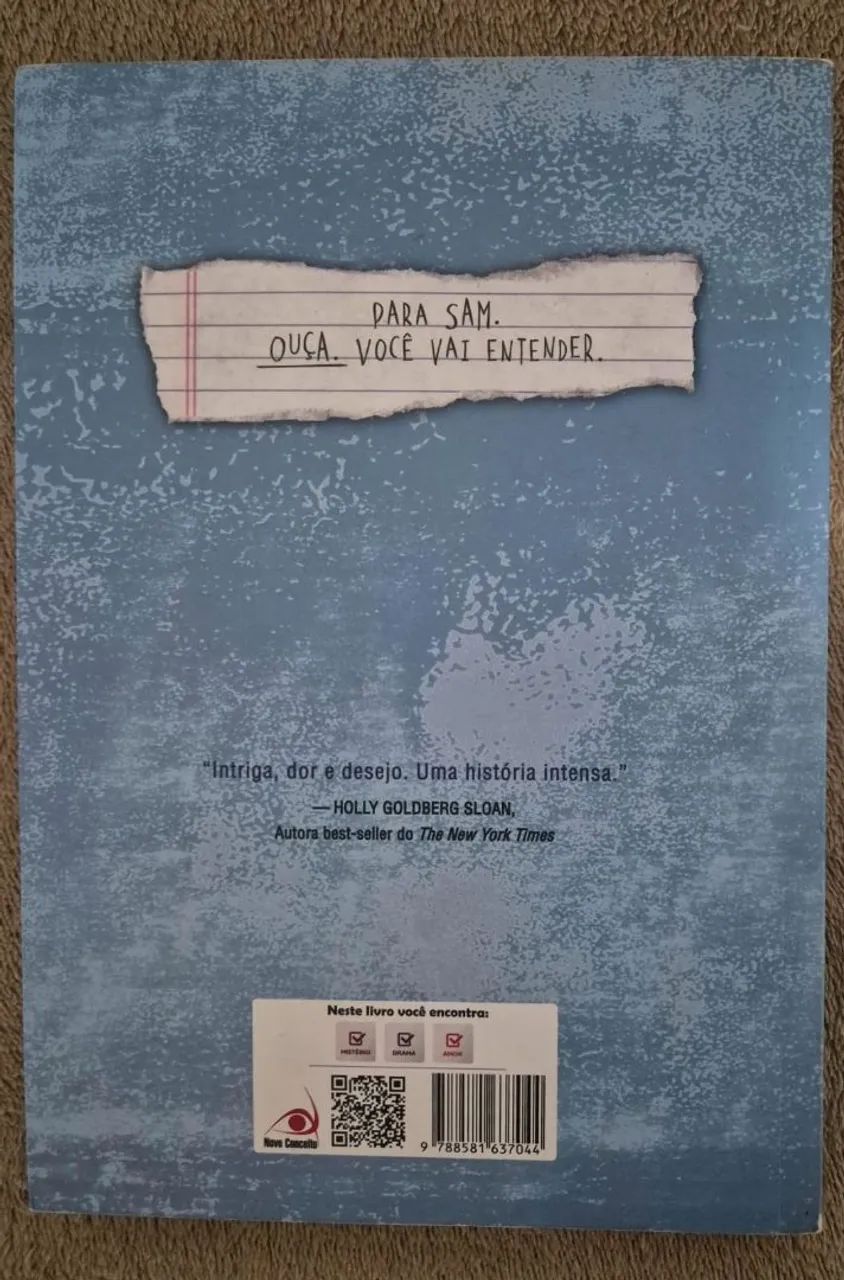 PARA SAM.
OUÇA. VOCÊ VAI ENTENDER.
“Intriga, dor e desejo. Uma história intensa.”
— HOLLY GOLDBERG SLOAN,
Autora best-seller do The New York Times
Neste livro você encontra:
MISTÉRIO DRAMA AMOR
Novo Conceito
9 788581 637044